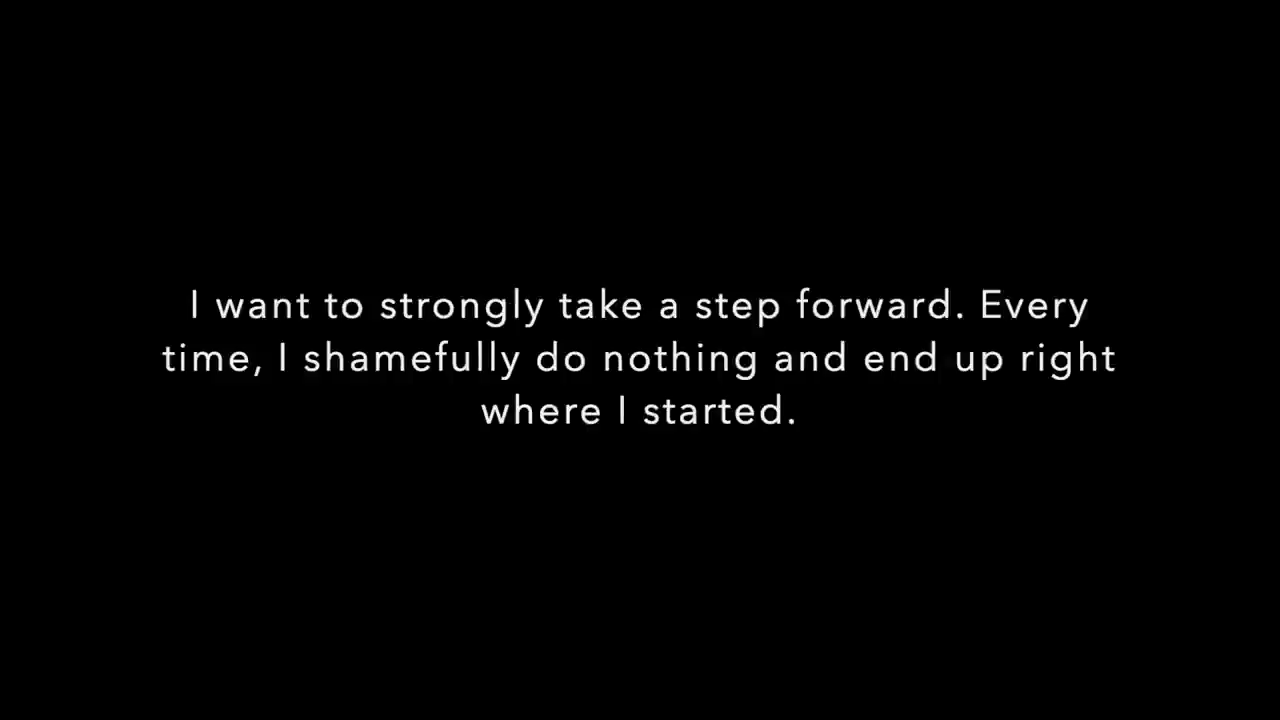 I want to strongly take a step forward. Every
time, I shamefully do nothing and end up right
where I started.